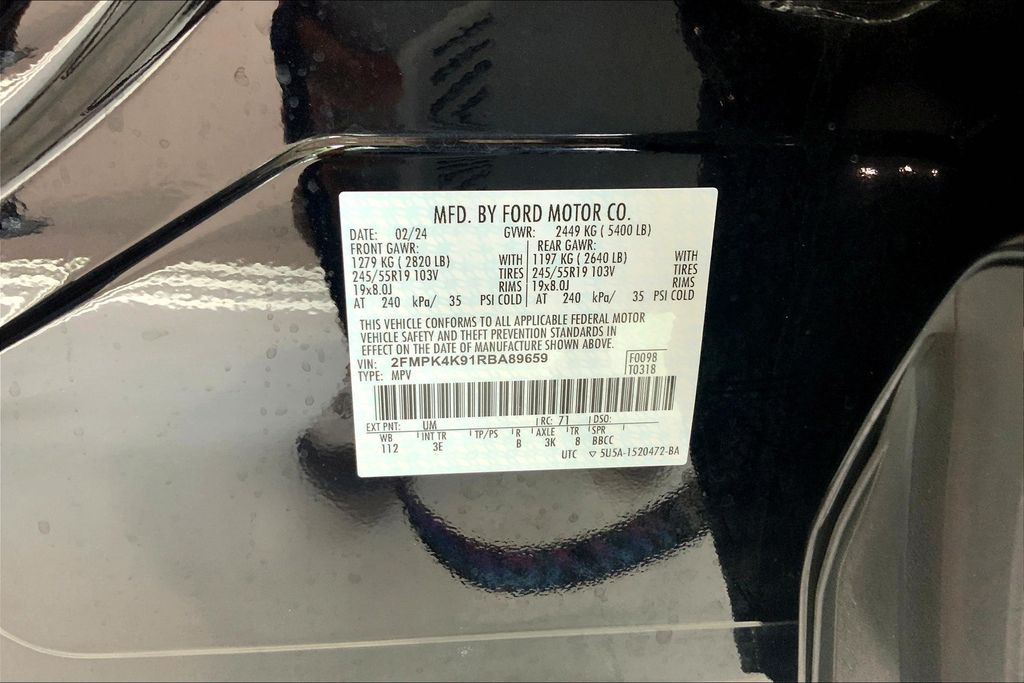 MFD. BY FORD MOTOR CO.
DATE: 02/24 GVWR: 2449 KG ( 5400 LB)
FRONT GAWR: REAR GAWR:
1279 KG ( 2820 LB) WITH 1197 KG ( 2640 LB) WITH
245/55R19 103V TIRES 245/55R19 103V TIRES
19x8.0J RIMS 19x8.0J RIMS
AT 240 kPa/ 35 PSI COLD AT 240 kPa/ 35 PSI COLD
THIS VEHICLE CONFORMS TO ALL APPLICABLE FEDERAL MOTOR
VEHICLE SAFETY AND THEFT PREVENTION STANDARDS IN
EFFECT ON THE DATE OF MANUFACTURE SHOWN ABOVE.
VIN: 2FMPK4K91RBA89659 F0098
TYPE: MPV T0318
EXT PNT: UM RC: 71 DSO:
WB INT TR TP/PS R AXLE TR SPR
112 3E B 3K 8 BBCC
UTC ▽ 5U5A-1520472-BA